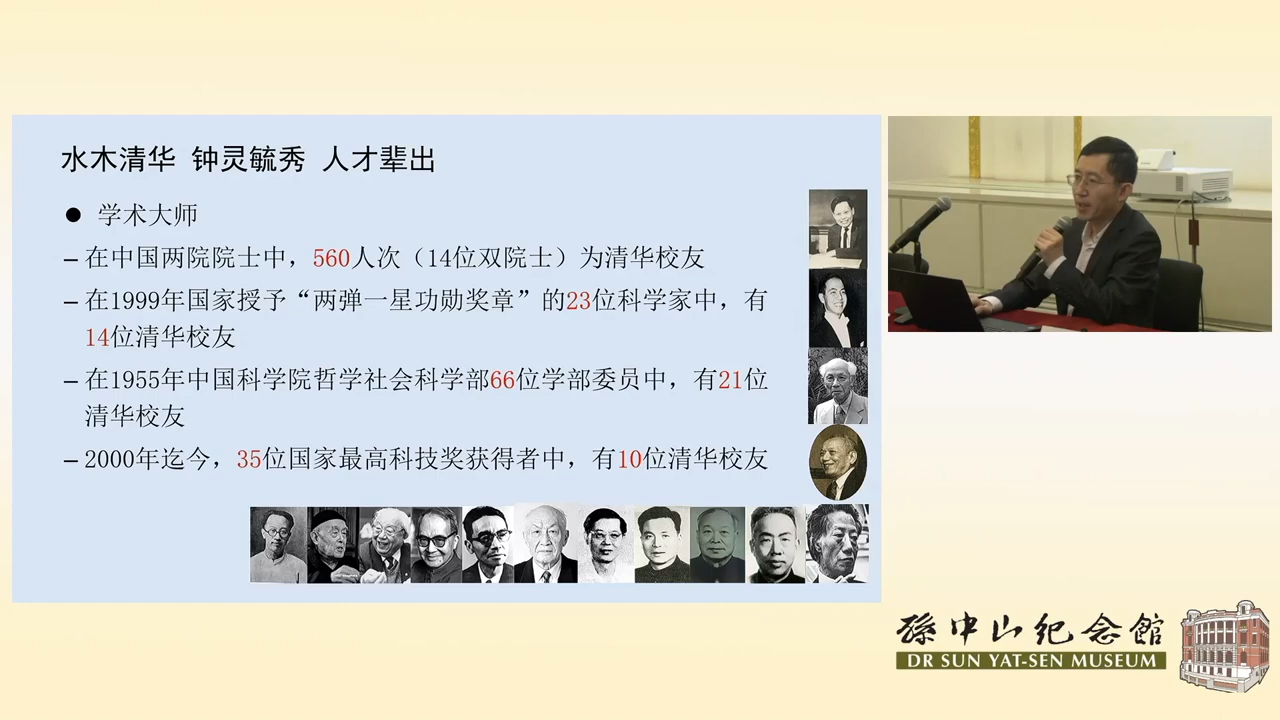 水木清华 钟灵毓秀 人才辈出
● 学术大师
– 在中国两院院士中，560人次（14位双院士）为清华校友
– 在1999年国家授予“两弹一星功勋奖章”的23位科学家中，有
14位清华校友
– 在1955年中国科学院哲学社会科学部66位学部委员中，有21位
清华校友
– 2000年迄今，35位国家最高科技奖获得者中，有10位清华校友
孫中山紀念館
DR SUN YAT-SEN MUSEUM